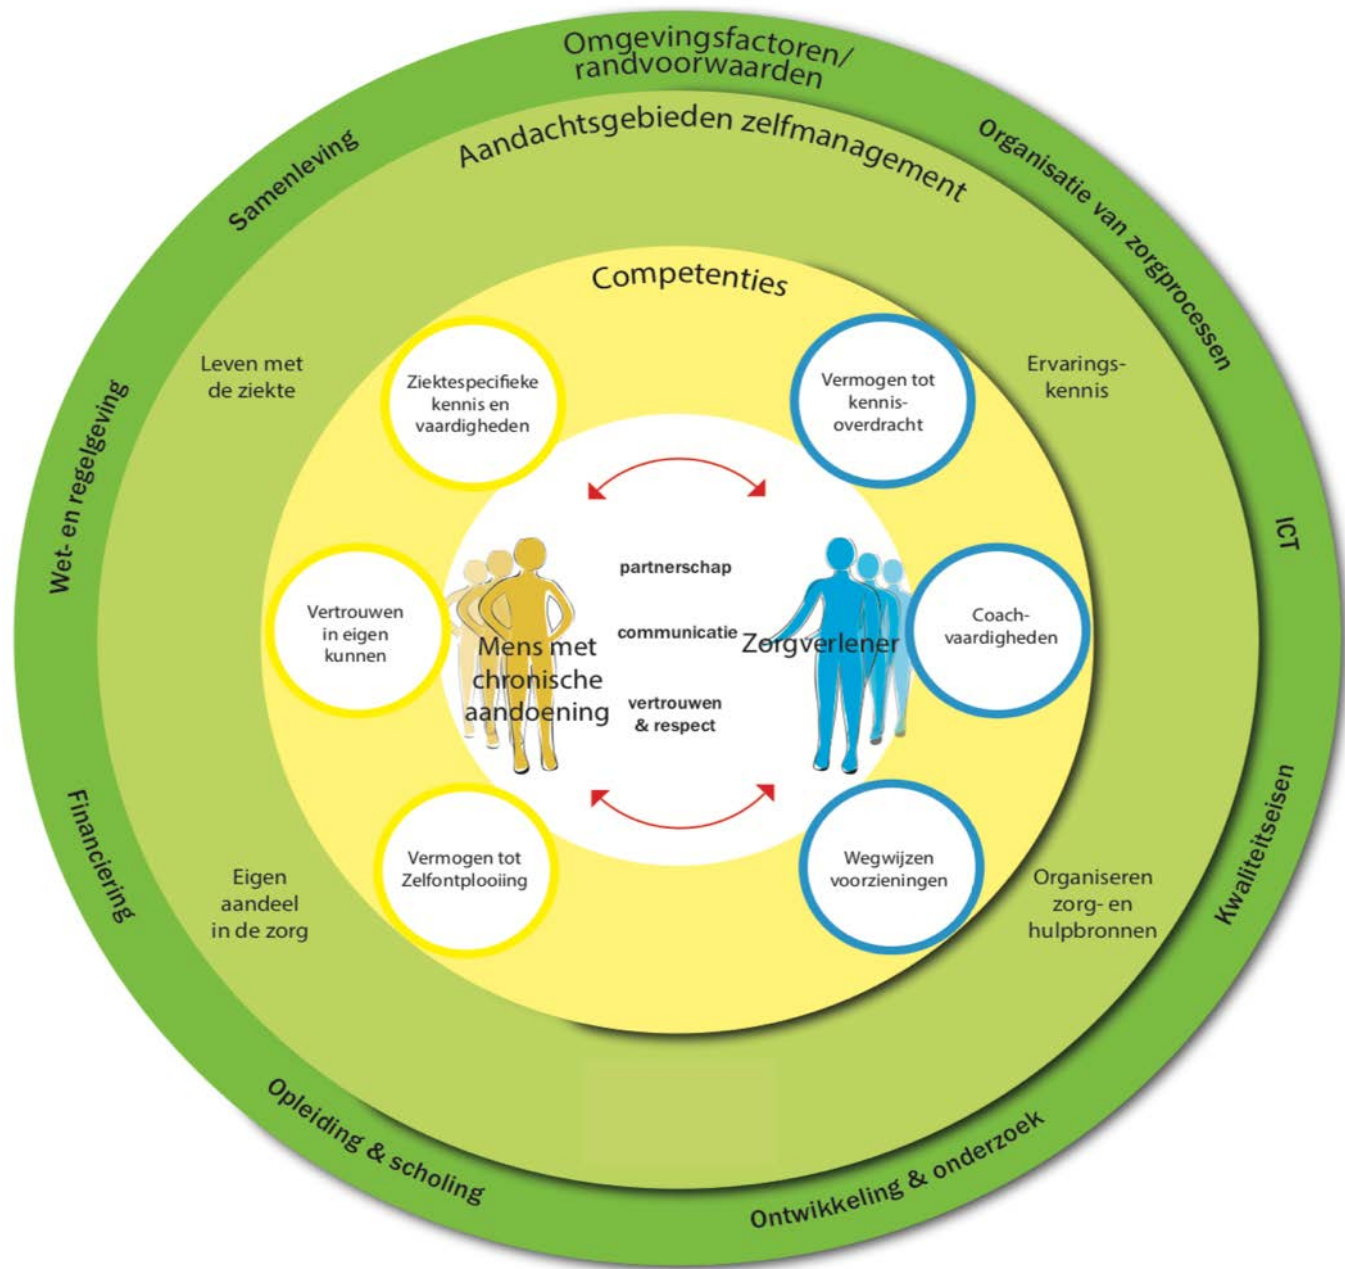 Omgevingsfactoren/
randvoorwaarden
Aandachtsgebieden zelfmanagement
Competenties
Samenleving
Wet- en regelgeving
Financiering
Opleiding & scholing
Ontwikkeling & onderzoek
Kwaliteitseisen
ICT
Organisatie van zorgprocessen
Leven met
de ziekte
Ervarings-
kennis
Eigen
aandeel
in de zorg
Organiseren
zorg- en
hulpbronnen
Ziektespecifieke
kennis en
vaardigheden
Vermogen tot
kennis-
overdracht
Vertrouwen
in eigen
kunnen
Coach-
vaardigheden
Vermogen tot
Zelfontplooiing
Wegwijzen
voorzieningen
Mens met
chronische
aandoening
partnerschap
communicatie
vertrouwen
& respect
Zorgverlener